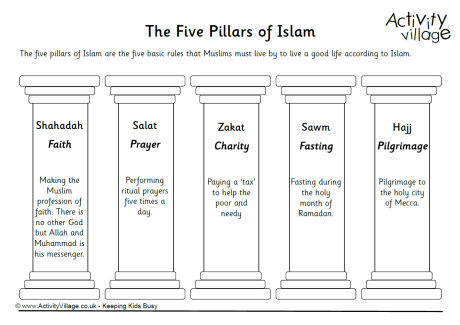 The Five Pillars of Islam
Activity
village
The five pillars of Islam are the five basic rules that Muslims must live by to live a good life according to Islam.
Shahadah
Faith
Making the
Muslim
profession of
faith: There is
no other God
but Allah and
Muhammad is
his messenger.
Salat
Prayer
Performing
ritual prayers
five times a
day.
Zakat
Charity
Paying a 'tax'
to help the
poor and
needy
Sawm
Fasting
Fasting during
the holy
month of
Ramadan.
Hajj
Pilgrimage
Pilgrimage to
the holy city
of Mecca.
© www.ActivityVillage.co.uk - Keeping Kids Busy